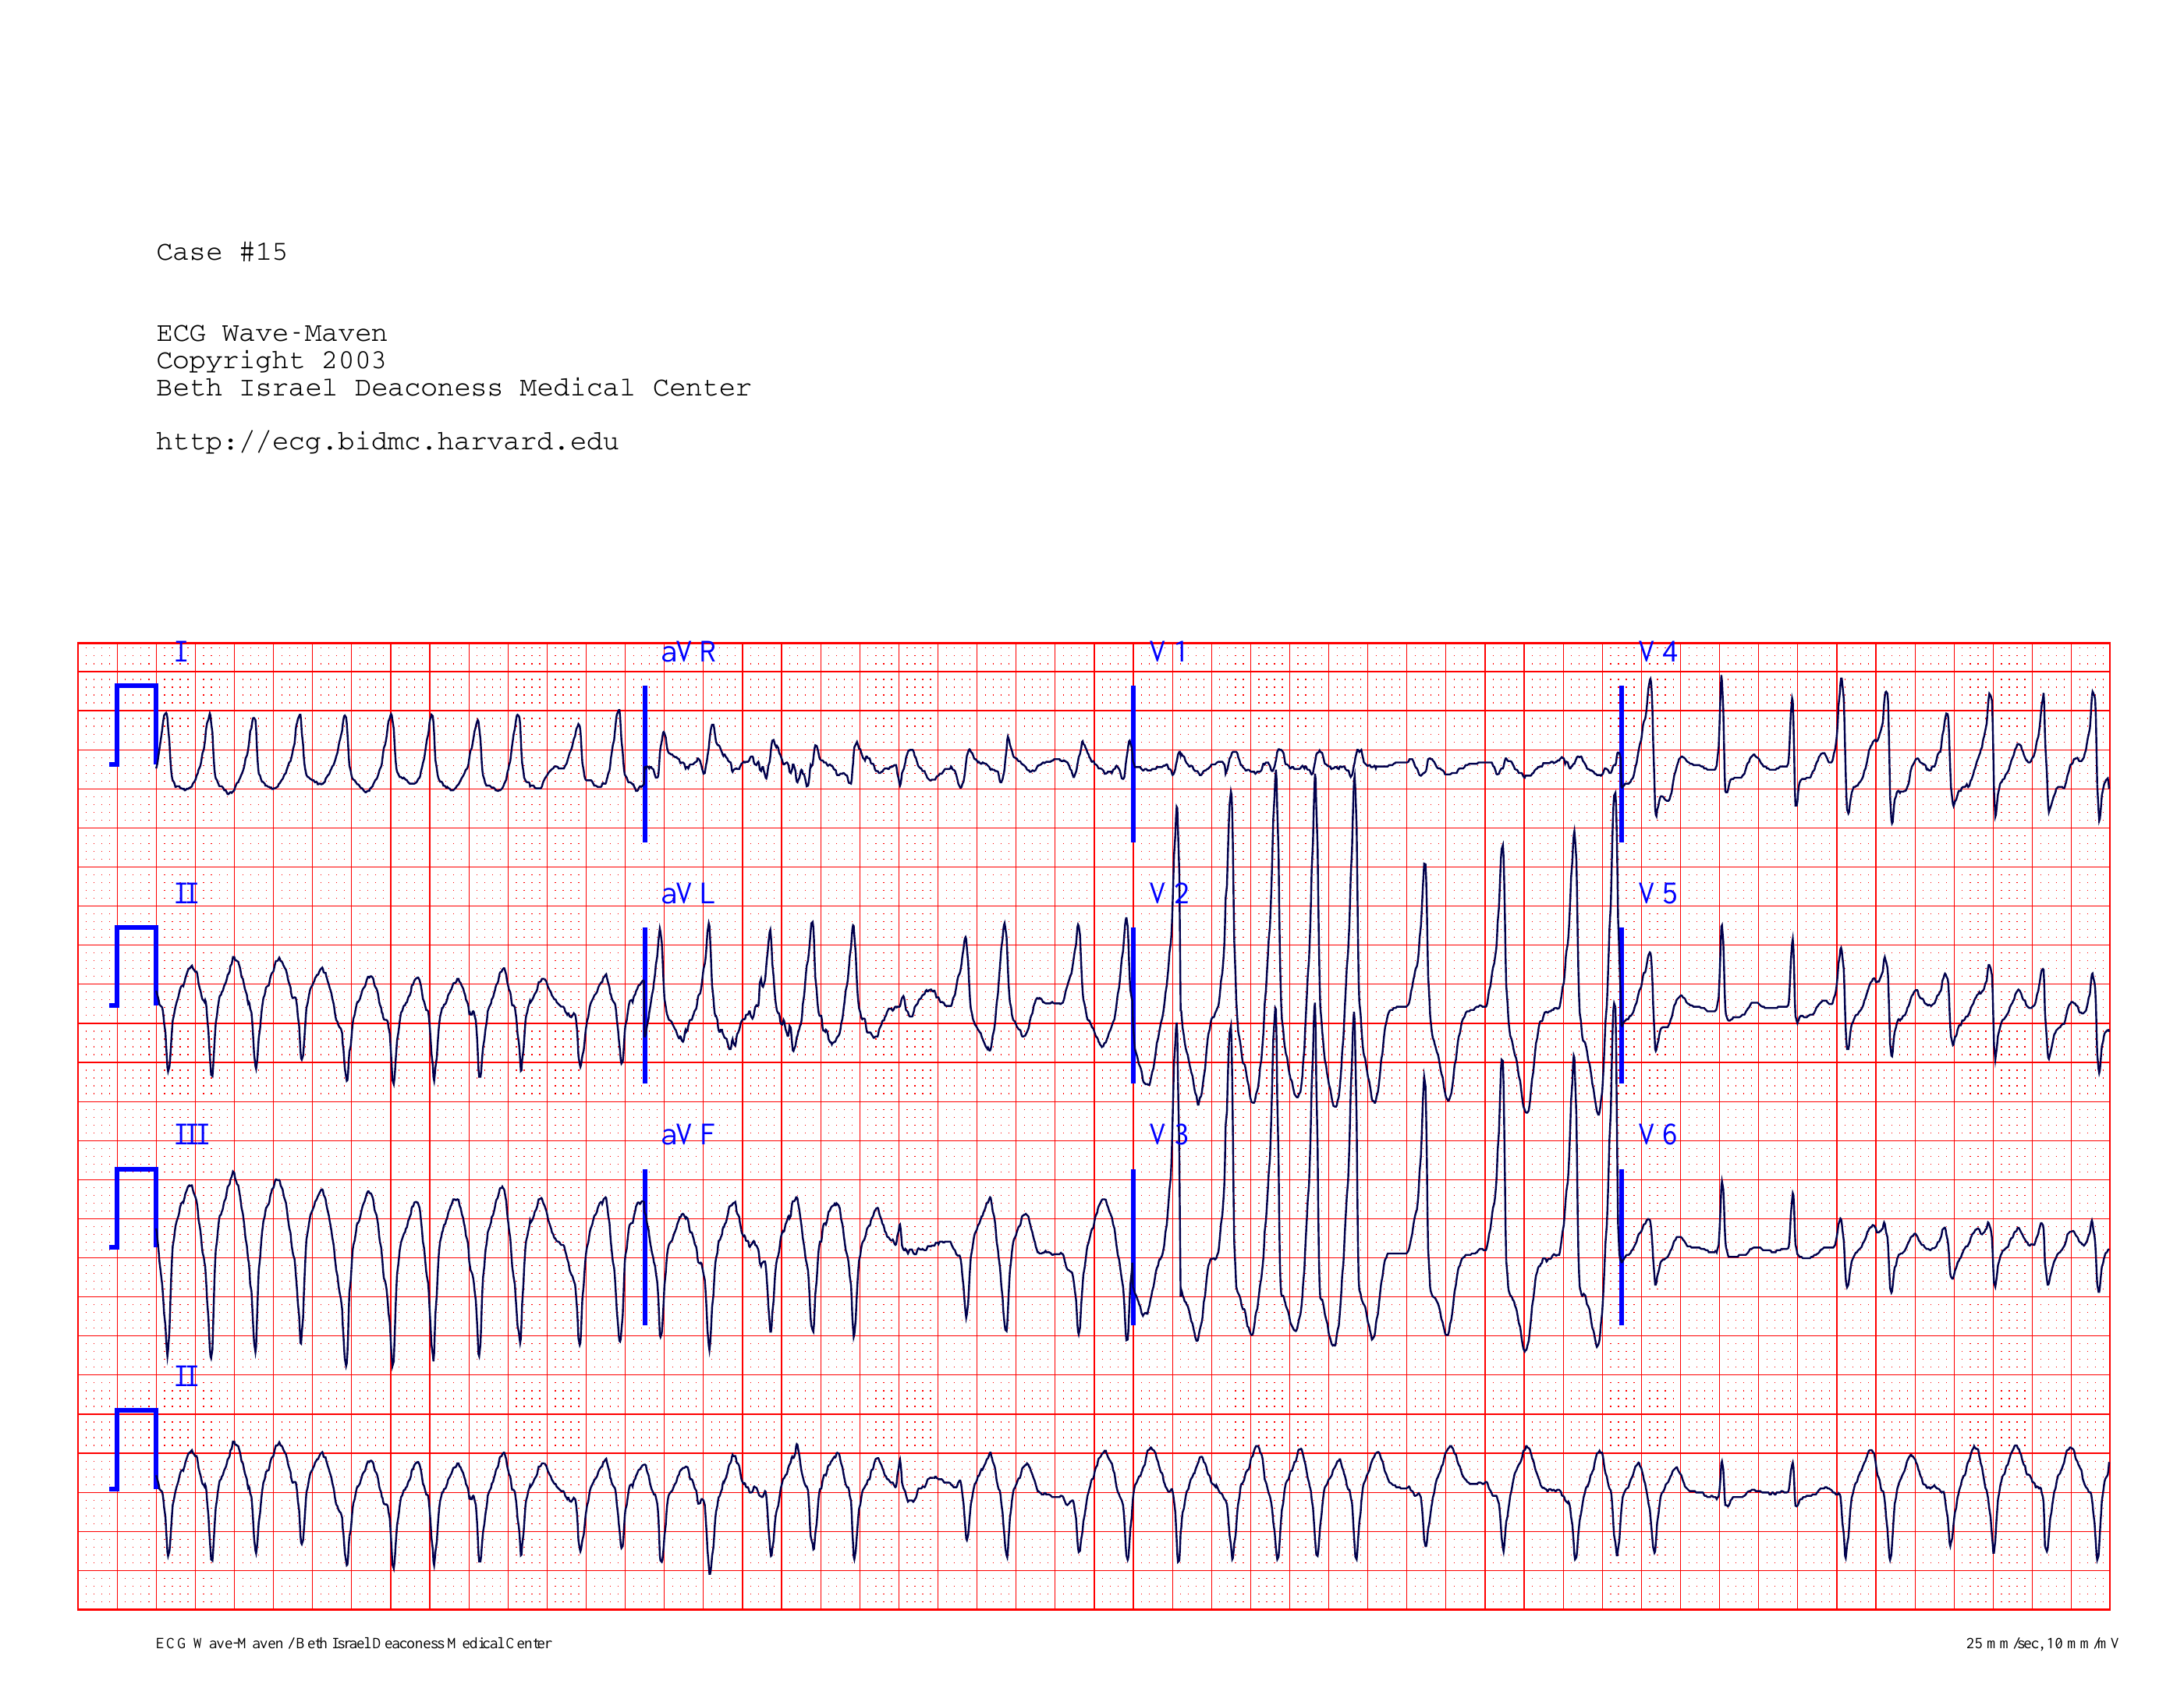 Case #15
ECG Wave-Maven
Copyright 2003
Beth Israel Deaconess Medical Center
http://ecg.bidmc.harvard.edu
I aVR V1 V4
II aVL V2 V5
III aVF V3 V6
II
ECG Wave-Maven / Beth Israel Deaconess Medical Center 25 mm/sec, 10 mm/mV